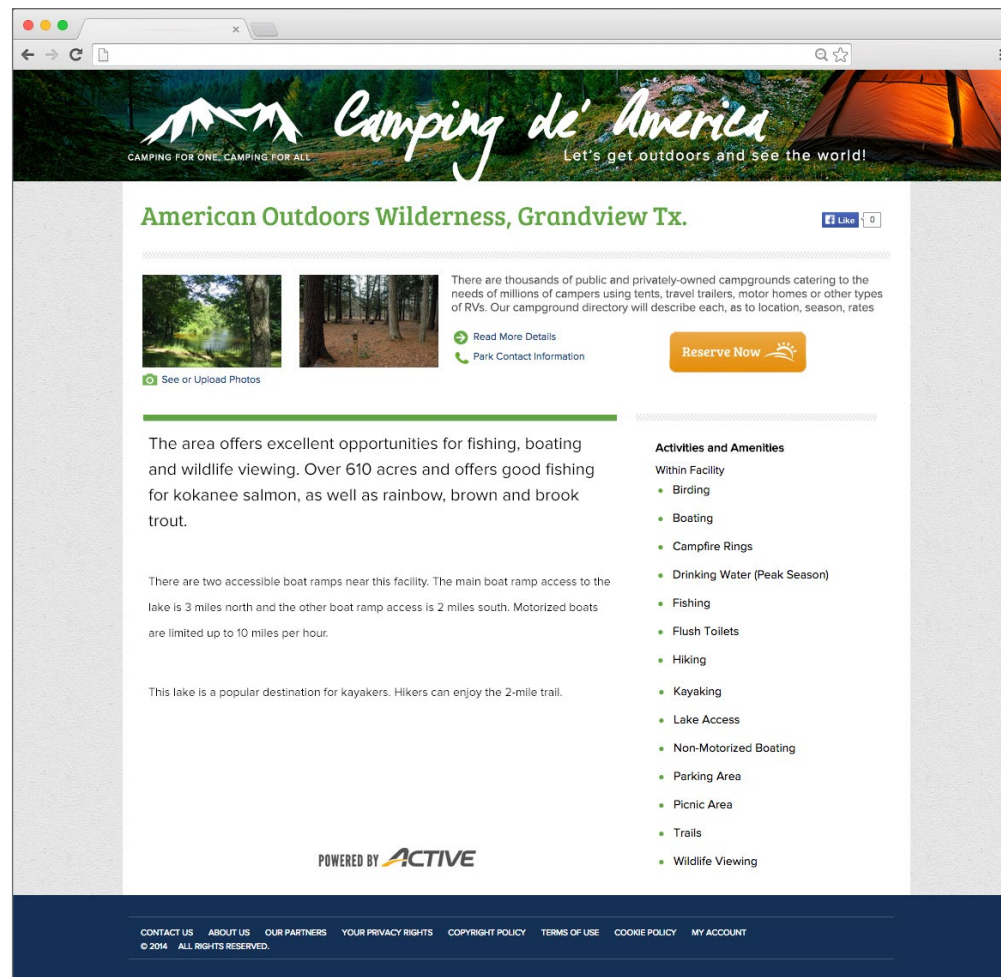 Camping de' America
CAMPING FOR ONE, CAMPING FOR ALL
Let's get outdoors and see the world!
American Outdoors Wilderness, Grandview Tx.
Like 0
There are thousands of public and privately-owned campgrounds catering to the
needs of millions of campers using tents, travel trailers, motor homes or other types
of RVs. Our campground directory will describe each, as to location, season, rates
Read More Details
Park Contact Information
Reserve Now
See or Upload Photos
The area offers excellent opportunities for fishing, boating
and wildlife viewing. Over 610 acres and offers good fishing
for kokanee salmon, as well as rainbow, brown and brook
trout.
There are two accessible boat ramps near this facility. The main boat ramp access to the
lake is 3 miles north and the other boat ramp access is 2 miles south. Motorized boats
are limited up to 10 miles per hour.
This lake is a popular destination for kayakers. Hikers can enjoy the 2-mile trail.
POWERED BY ACTIVE
Activities and Amenities
Within Facility
Birding
Boating
Campfire Rings
Drinking Water (Peak Season)
Fishing
Flush Toilets
Hiking
Kayaking
Lake Access
Non-Motorized Boating
Parking Area
Picnic Area
Trails
Wildlife Viewing
CONTACT US ABOUT US OUR PARTNERS YOUR PRIVACY RIGHTS COPYRIGHT POLICY TERMS OF USE COOKIE POLICY MY ACCOUNT
© 2014 ALL RIGHTS RESERVED.